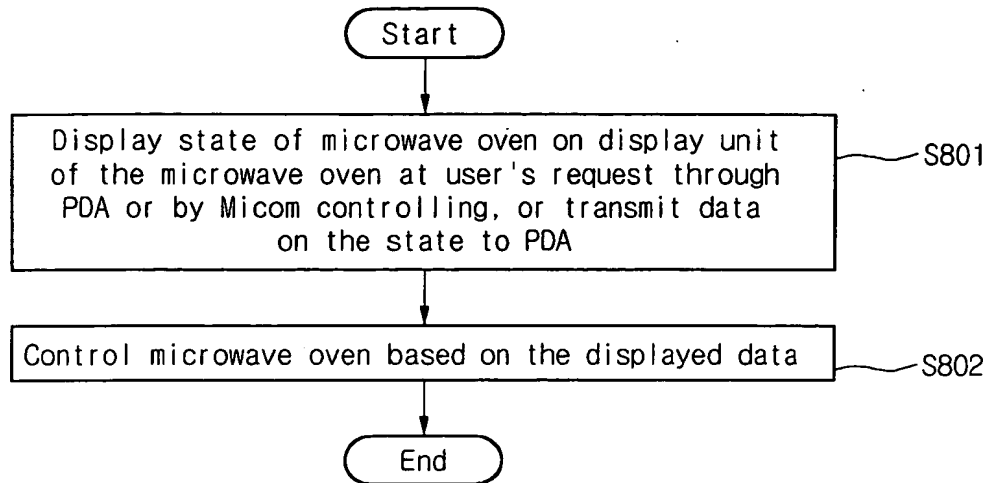 Start
Display state of microwave oven on display unit
of the microwave oven at user's request through
PDA or by Micom controlling, or transmit data
on the state to PDA
S801
Control microwave oven based on the displayed data
S802
End